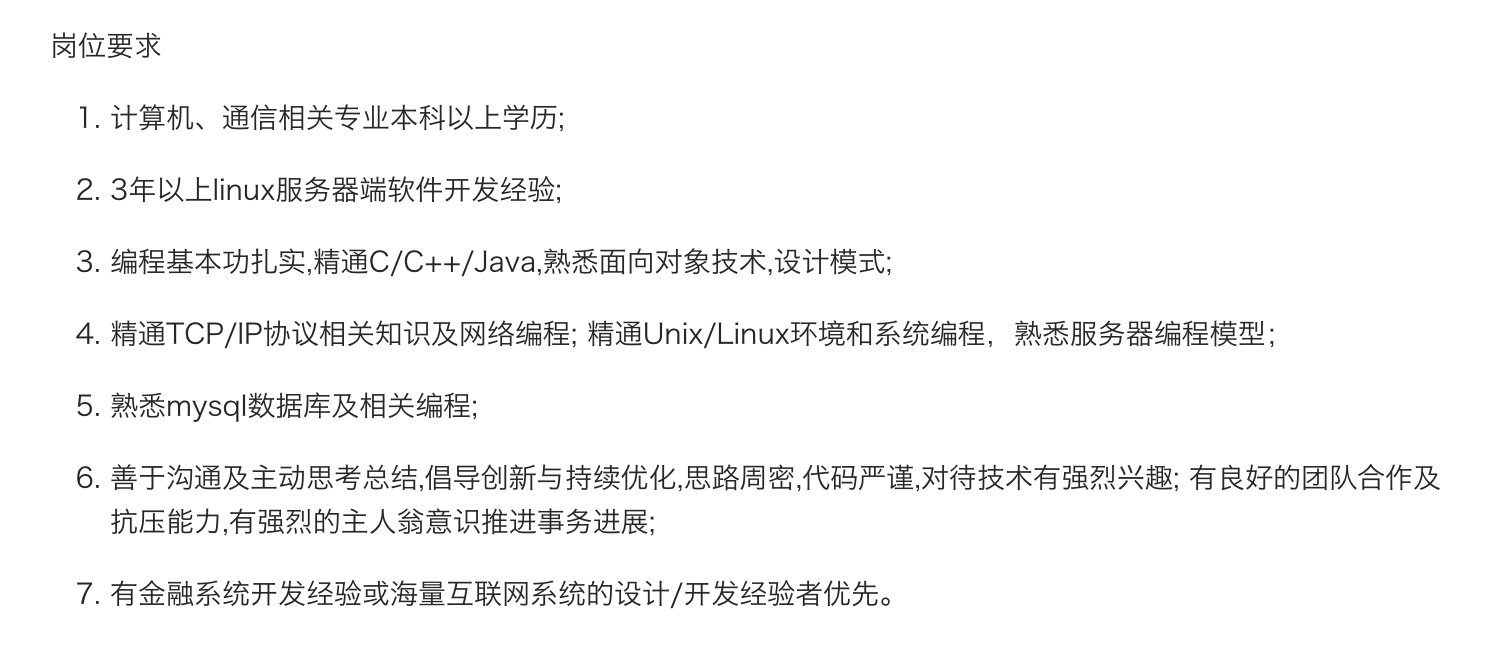 岗位要求
1. 计算机、通信相关专业本科以上学历;
2. 3年以上linux服务器端软件开发经验;
3. 编程基本功扎实,精通C/C++/Java,熟悉面向对象技术,设计模式;
4. 精通TCP/IP协议相关知识及网络编程; 精通Unix/Linux环境和系统编程，熟悉服务器编程模型;
5. 熟悉mysql数据库及相关编程;
6. 善于沟通及主动思考总结,倡导创新与持续优化,思路周密,代码严谨,对待技术有强烈兴趣; 有良好的团队合作及
抗压能力,有强烈的主人翁意识推进事务进展;
7. 有金融系统开发经验或海量互联网系统的设计/开发经验者优先。